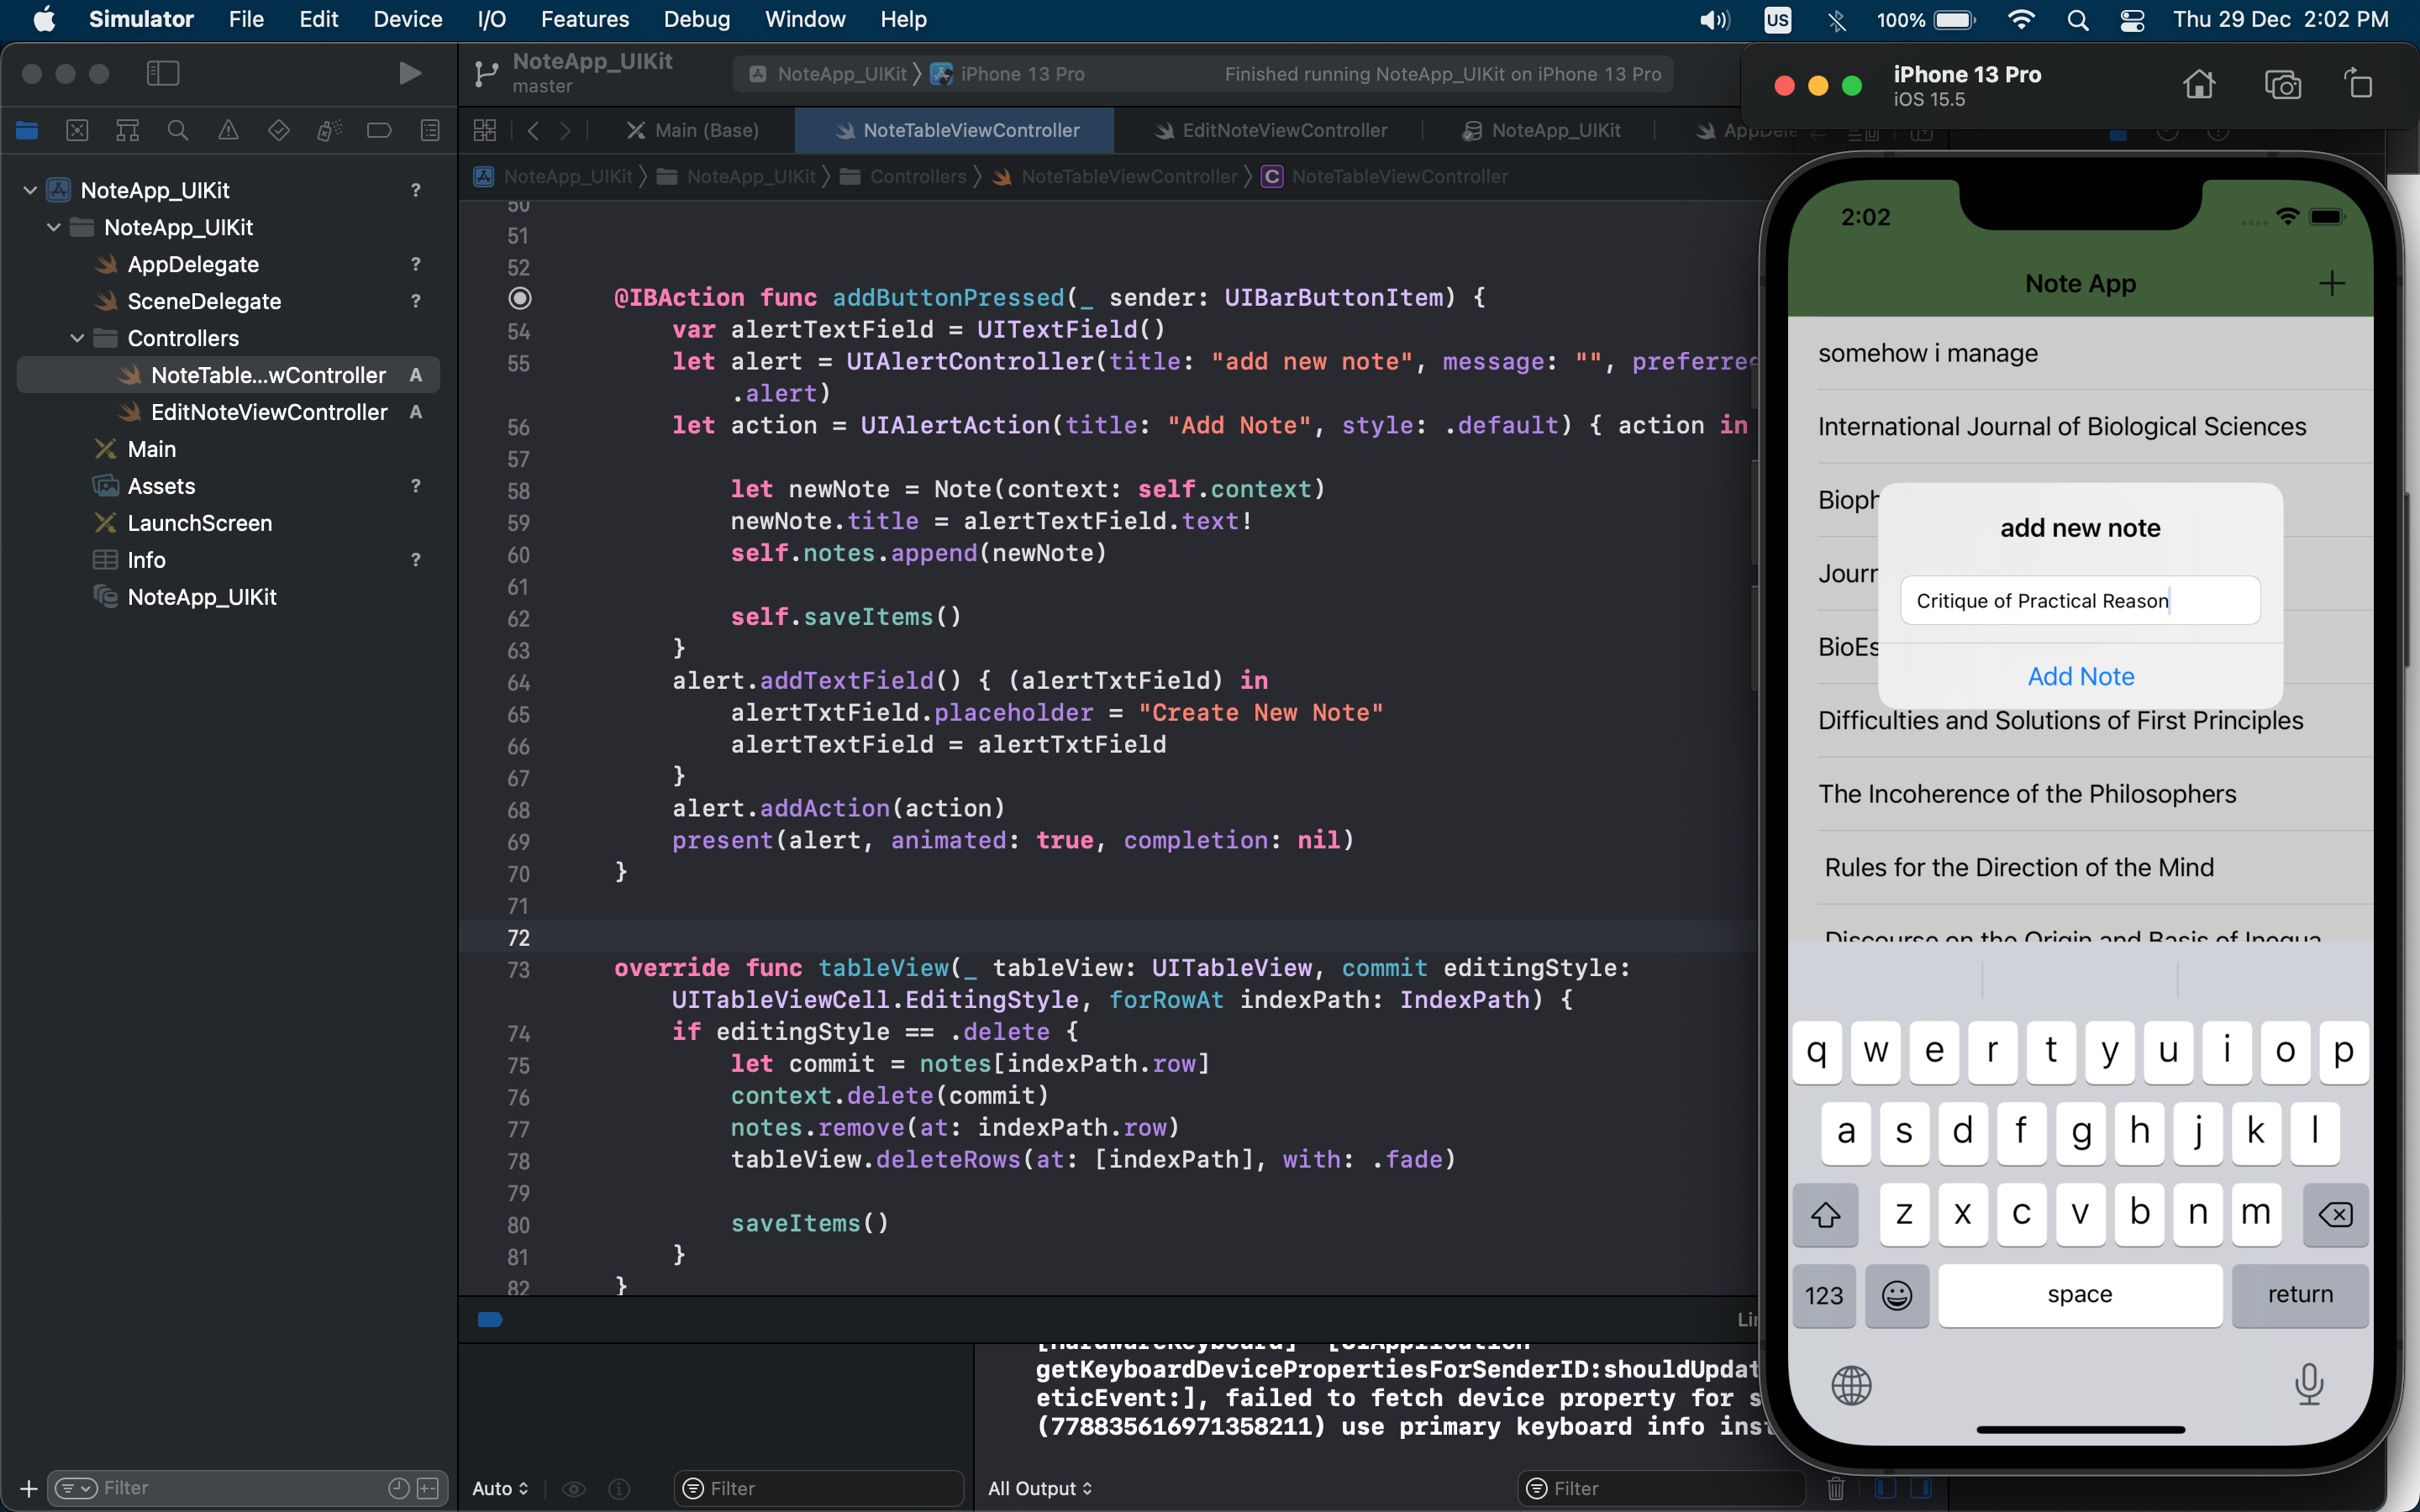 Simulator File Edit Device I/O Features Debug Window Help
US 100% Thu 29 Dec 2:02 PM
NoteApp_UIKit
master
NoteApp_UIKit iPhone 13 Pro
Finished running NoteApp_UIKit on iPhone 13 Pro
Main (Base) NoteTableViewController EditNoteViewController NoteApp_UIKit
NoteApp_UIKit NoteApp_UIKit Controllers NoteTableViewController C NoteTableViewController
NoteApp_UIKit ?
NoteApp_UIKit
AppDelegate ?
SceneDelegate ?
Controllers
NoteTable...wController A
EditNoteViewController A
Main
Assets ?
LaunchScreen
Info ?
NoteApp_UIKit
Filter
50
51
52
@IBAction func addButtonPressed(_ sender: UIBarButtonItem) {
54 var alertTextField = UITextField()
55 let alert = UIAlertController(title: "add new note", message: "", preferre
.alert)
56 let action = UIAlertAction(title: "Add Note", style: .default) { action in
57
58 let newNote = Note(context: self.context)
59 newNote.title = alertTextField.text!
60 self.notes.append(newNote)
61
62 self.saveItems()
63 }
64 alert.addTextField() { (alertTxtField) in
65 alertTxtField.placeholder = "Create New Note"
66 alertTextField = alertTxtField
67 }
68 alert.addAction(action)
69 present(alert, animated: true, completion: nil)
70 }
71
72
73 override func tableView(_ tableView: UITableView, commit editingStyle:
UITableViewCell.EditingStyle, forRowAt indexPath: IndexPath) {
74 if editingStyle == .delete {
75 let commit = notes[indexPath.row]
76 context.delete(commit)
77 notes.remove(at: indexPath.row)
78 tableView.deleteRows(at: [indexPath], with: .fade)
79
80 saveItems()
81 }
82 }
getKeyboardDevicePropertiesForSenderID:shouldUpdat
eticEvent:], failed to fetch device property for s
(778835616971358211) use primary keyboard info inst
Auto Filter All Output Filter
iPhone 13 Pro
iOS 15.5
2:02
Note App
somehow i manage
International Journal of Biological Sciences
Bioph
Journ
BioEs
Difficulties and Solutions of First Principles
The Incoherence of the Philosophers
Rules for the Direction of the Mind
Discourse on the Origin and Basis of Inequa
add new note
Critique of Practical Reason
Add Note
q w e r t y u i o p
a s d f g h j k l
z x c v b n m
123 space return